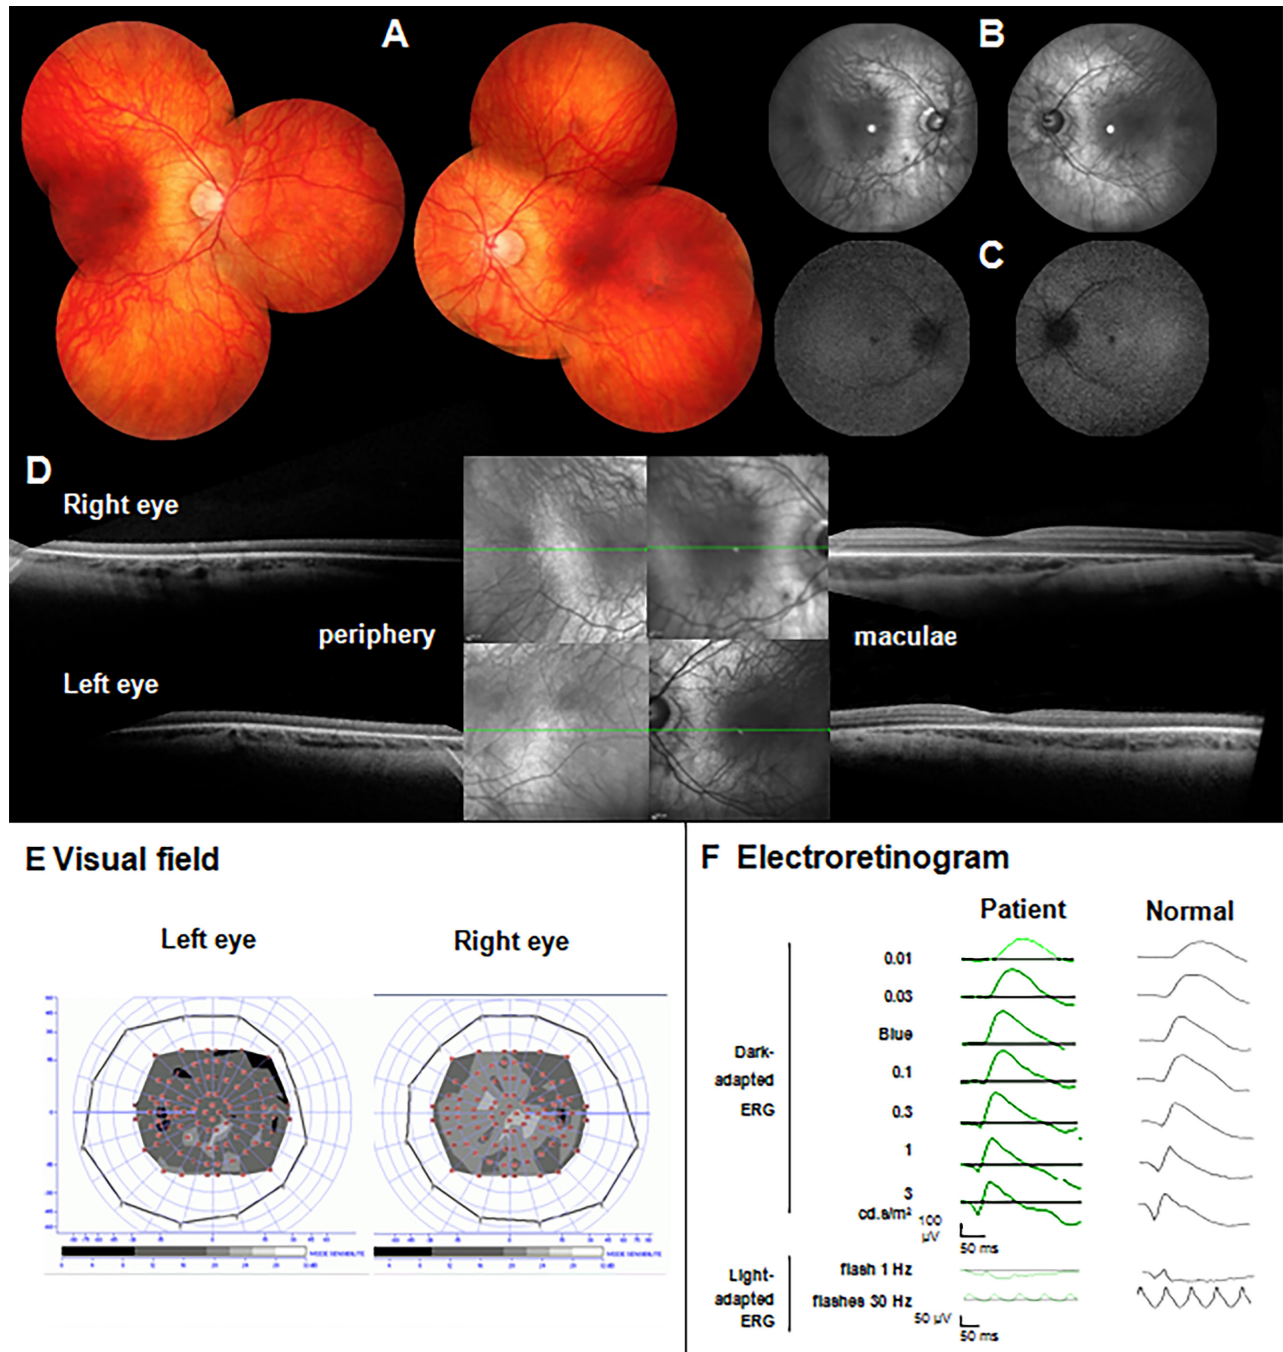 A
B
C
D
Right eye
periphery
maculae
Left eye
E Visual field
F Electroretinogram
Left eye
Right eye
Patient
Normal
0.01
0.03
Blue
Dark-
adapted
ERG
0.1
0.3
1
3
cd.s/m²
100
µV
50 ms
Light-
adapted
ERG
flash 1 Hz
flashes 30 Hz
50 µV
50 ms